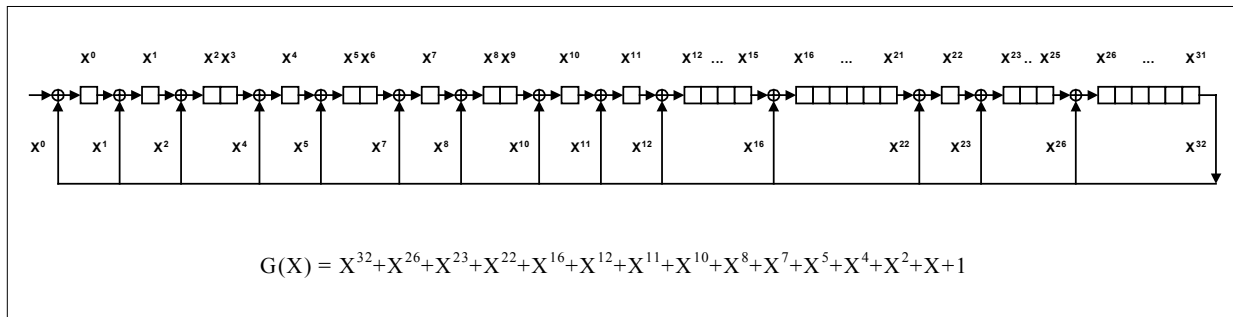 X⁰ X¹ X² X³ X⁴ X⁵ X⁶ X⁷ X⁸ X⁹ X¹⁰ X¹¹ X¹² ... X¹⁵ X¹⁶ ... X²¹ X²² X²³ .. X²⁵ X²⁶ ... X³¹
X⁰ X¹ X² X⁴ X⁵ X⁷ X⁸ X¹⁰ X¹¹ X¹² X¹⁶ X²² X²³ X²⁶ X³²
G(X) = X³²+X²⁶+X²³+X²²+X¹⁶+X¹²+X¹¹+X¹⁰+X⁸+X⁷+X⁵+X⁴+X²+X+1